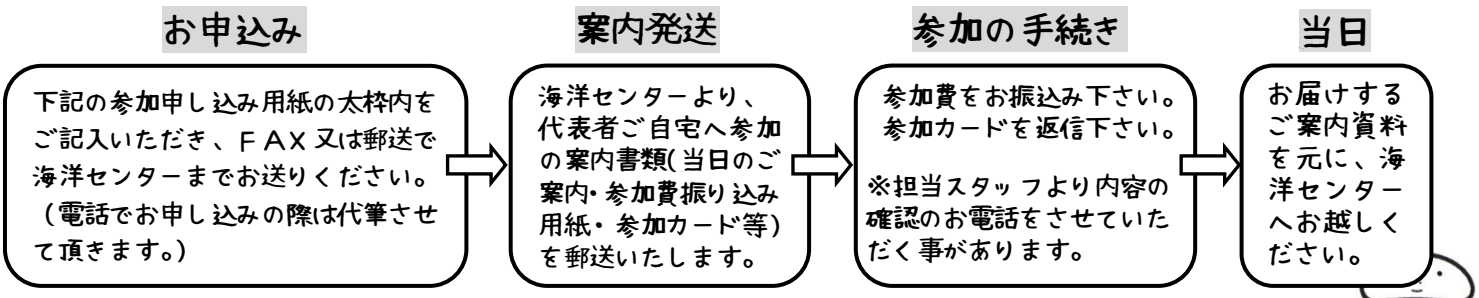 お申込み
下記の参加申し込み用紙の太枠内を
ご記入いただき、FAX又は郵送で
海洋センターまでお送りください。
(電話でお申し込みの際は代筆させ
て頂きます。)
案内発送
海洋センターより、
代表者ご自宅へ参加
の案内書類(当日のご
案内・参加費振り込み
用紙・参加カード等)
を郵送いたします。
参加の手続き
参加費をお振込み下さい。
参加カードを返信下さい。
※担当スタッフより内容の
確認のお電話をさせていた
だく事があります。
当日
お届けする
ご案内資料
を元に、海
洋センター
へお越しく
ださい。